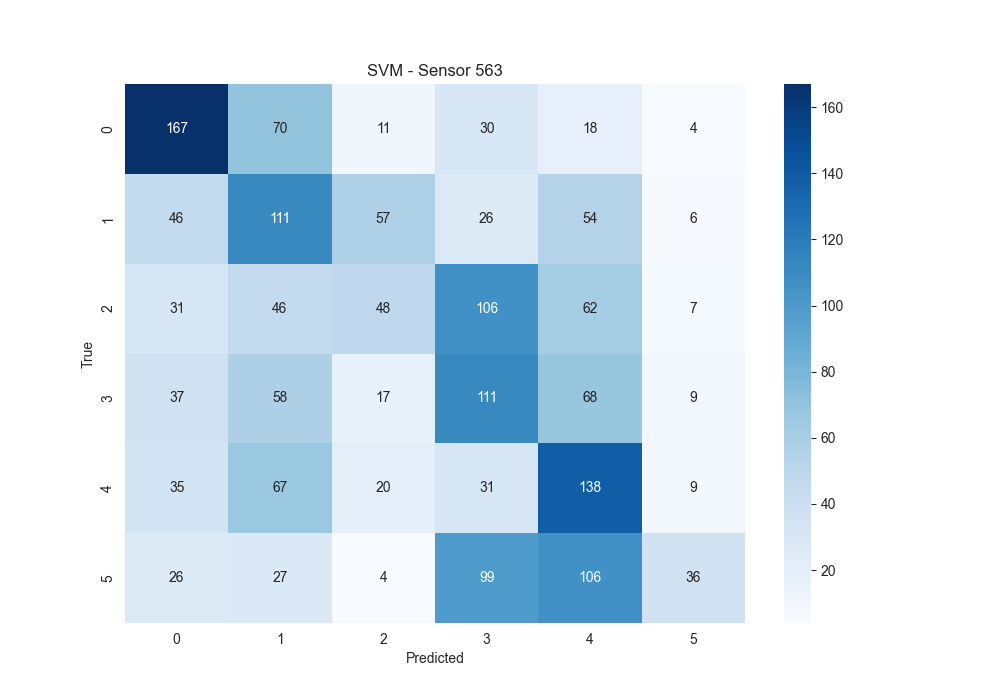 SVM - Sensor 563
0 167 70 11 30 18 4
1 46 111 57 26 54 6
2 31 46 48 106 62 7
3 37 58 17 111 68 9
4 35 67 20 31 138 9
5 26 27 4 99 106 36
True
0 1 2 3 4 5
Predicted
160
140
120
100
80
60
40
20